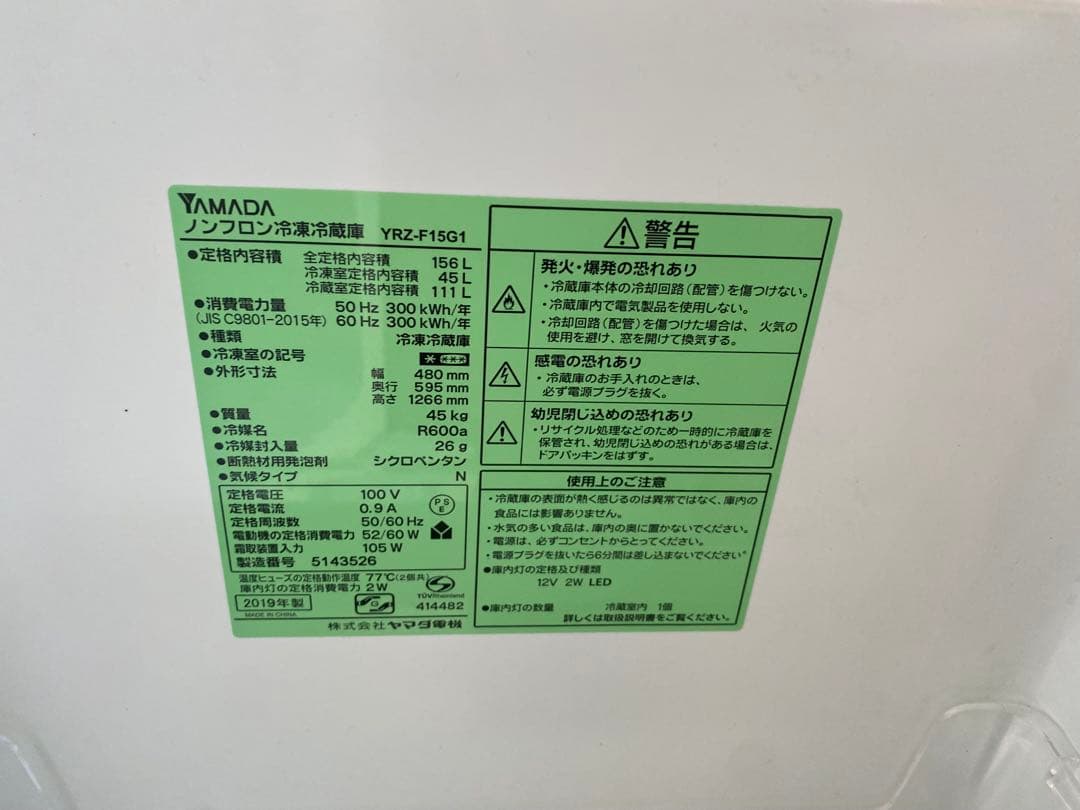 YAMADA
ノンフロン冷凍冷蔵庫 YRZ-F15G1
●定格内容積 全定格内容積 156 L
冷凍室定格内容積 45 L
冷蔵室定格内容積 111 L
●消費電力量 50 Hz 300 kWh/年
(JIS C9801-2015年) 60 Hz 300 kWh/年
●種類 冷凍冷蔵庫
●冷凍室の記号
●外形寸法 幅 480 mm
奥行 595 mm
高さ 1266 mm
●質量 45 kg
●冷媒名 R600a
●冷媒封入量 26 g
●断熱材用発泡剤 シクロペンタン
●気候タイプ N
定格電圧 100 V
定格電流 0.9 A
定格周波数 50/60 Hz
電動機の定格消費電力 52/60 W
霜取装置入力 105 W
製造番号 5143526
PS
E
温度ヒューズの定格動作温度 77℃(2個共)
庫内灯の定格消費電力 2W
TÜVRheinland
2019年製
G
414482
MADE IN CHINA
株式会社ヤマダ電機
警告
発火・爆発の恐れあり
・冷蔵庫本体の冷却回路(配管)を傷つけない。
・冷蔵庫内で電気製品を使用しない。
・冷却回路(配管)を傷つけた場合は、火気の
使用を避け、窓を開けて換気する。
感電の恐れあり
・冷蔵庫のお手入れのときは、
必ず電源プラグを抜く。
幼児閉じ込めの恐れあり
・リサイクル処理などのため一時的に冷蔵庫を
保管され、幼児閉じ込めの恐れがある場合は、
ドアパッキンをはずす。
使用上のご注意
・冷蔵庫の表面が熱く感じるのは異常ではなく、庫内の
食品には影響ありません。
・水気の多い食品は、庫内の奥に置かないでください。
・電源は、必ずコンセントからとってください。
・電源プラグを抜いたら6分間は差し込まないでください。
●庫内灯の定格及び種類
12V 2W LED
●庫内灯の数量 冷蔵室内 1個
詳しくは取扱説明書をご覧ください。